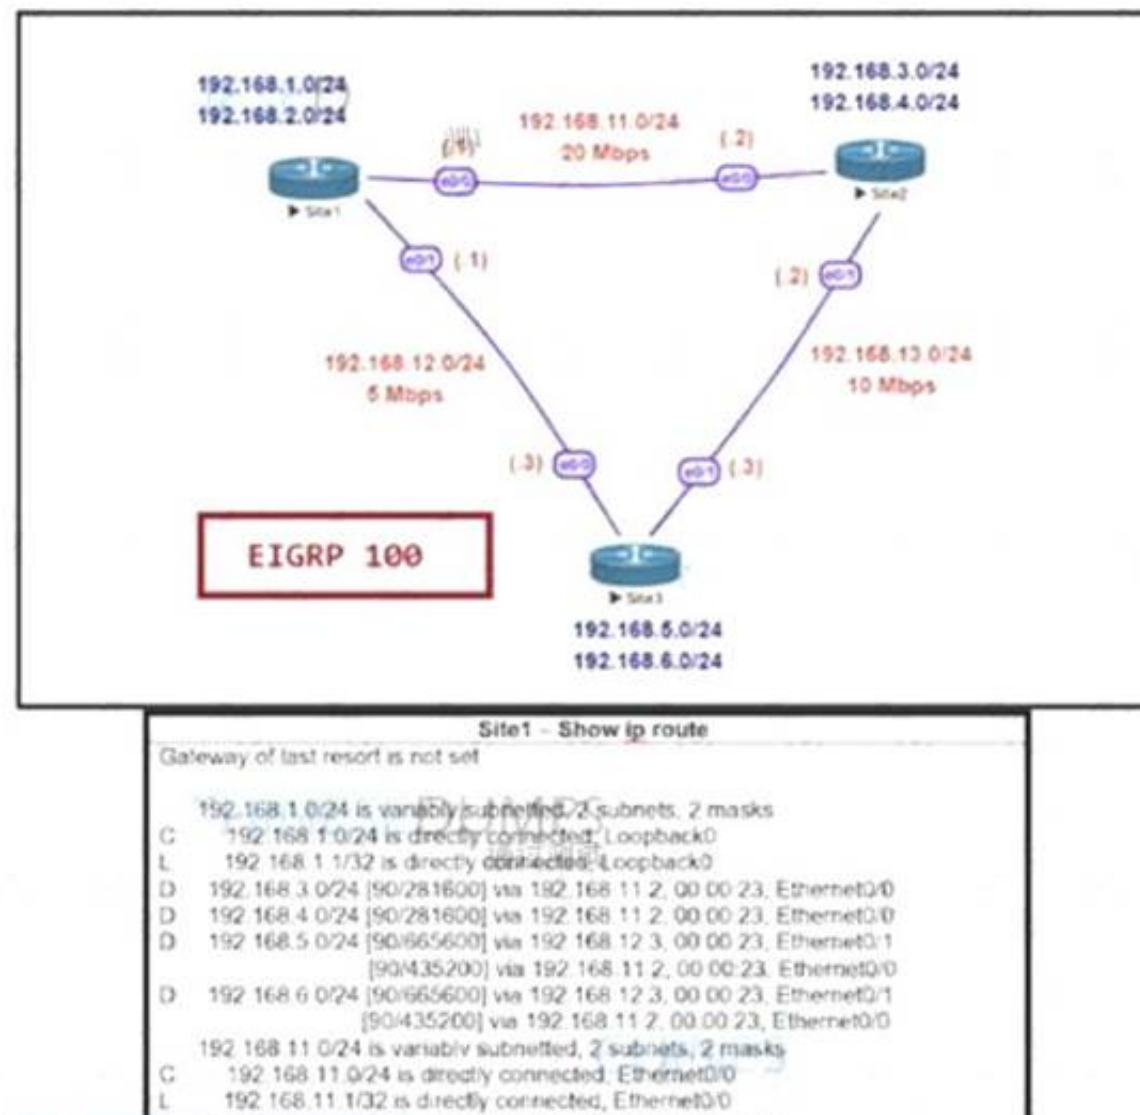 192.168.1.0/24
192.168.2.0/24
192.168.3.0/24
192.168.4.0/24
192.168.11.0/24
20 Mbps
(.2)
e0/0
e0/0
Site1
Site2
e0/1
(.1)
(.2)
e0/1
192.168.12.0/24
5 Mbps
192.168.13.0/24
10 Mbps
(.3)
e0/0
e0/1
(.3)
EIGRP 100
Site3
192.168.5.0/24
192.168.6.0/24
Site1 - Show ip route
Gateway of last resort is not set
192.168.1.0/24 is variably subnetted, 2 subnets, 2 masks
C 192.168.1.0/24 is directly connected, Loopback0
L 192.168.1.1/32 is directly connected, Loopback0
D 192.168.3.0/24 [90/281600] via 192.168.11.2, 00:00:23, Ethernet0/0
D 192.168.4.0/24 [90/281600] via 192.168.11.2, 00:00:23, Ethernet0/0
D 192.168.5.0/24 [90/665600] via 192.168.12.3, 00:00:23, Ethernet0/1
[90/435200] via 192.168.11.2, 00:00:23, Ethernet0/0
D 192.168.6.0/24 [90/665600] via 192.168.12.3, 00:00:23, Ethernet0/1
[90/435200] via 192.168.11.2, 00:00:23, Ethernet0/0
192.168.11.0/24 is variably subnetted, 2 subnets, 2 masks
C 192.168.11.0/24 is directly connected, Ethernet0/0
L 192.168.11.1/32 is directly connected, Ethernet0/0